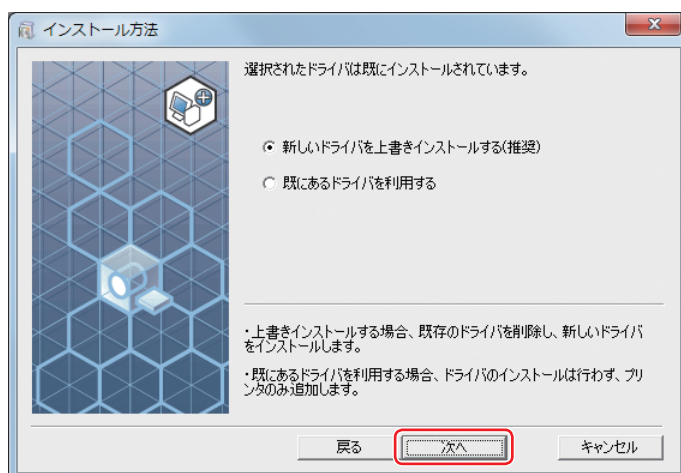 インストール方法
選択されたドライバは既にインストールされています。
新しいドライバを上書きインストールする(推奨)
既にあるドライバを利用する
・上書きインストールする場合、既存のドライバを削除し、新しいドライバ
をインストールします。
・既にあるドライバを利用する場合、ドライバのインストールは行わず、プリ
ンタのみ追加します。
戻る
次へ
キャンセル